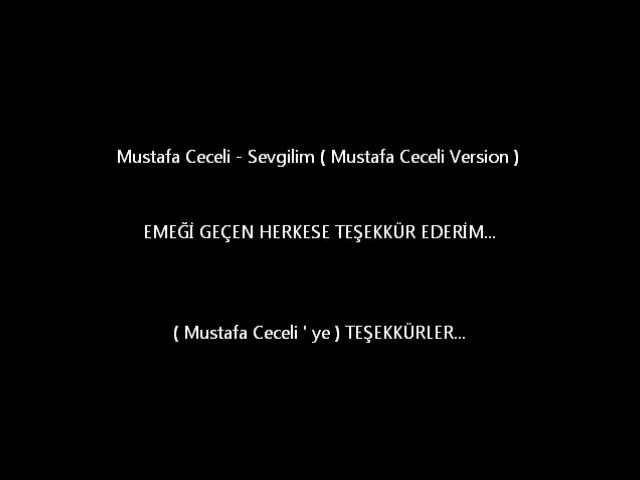 Mustafa Ceceli - Sevgilim ( Mustafa Ceceli Version )
EMEĞİ GEÇEN HERKESE TEŞEKKÜR EDERİM...
( Mustafa Ceceli ' ye ) TEŞEKKÜRLER...